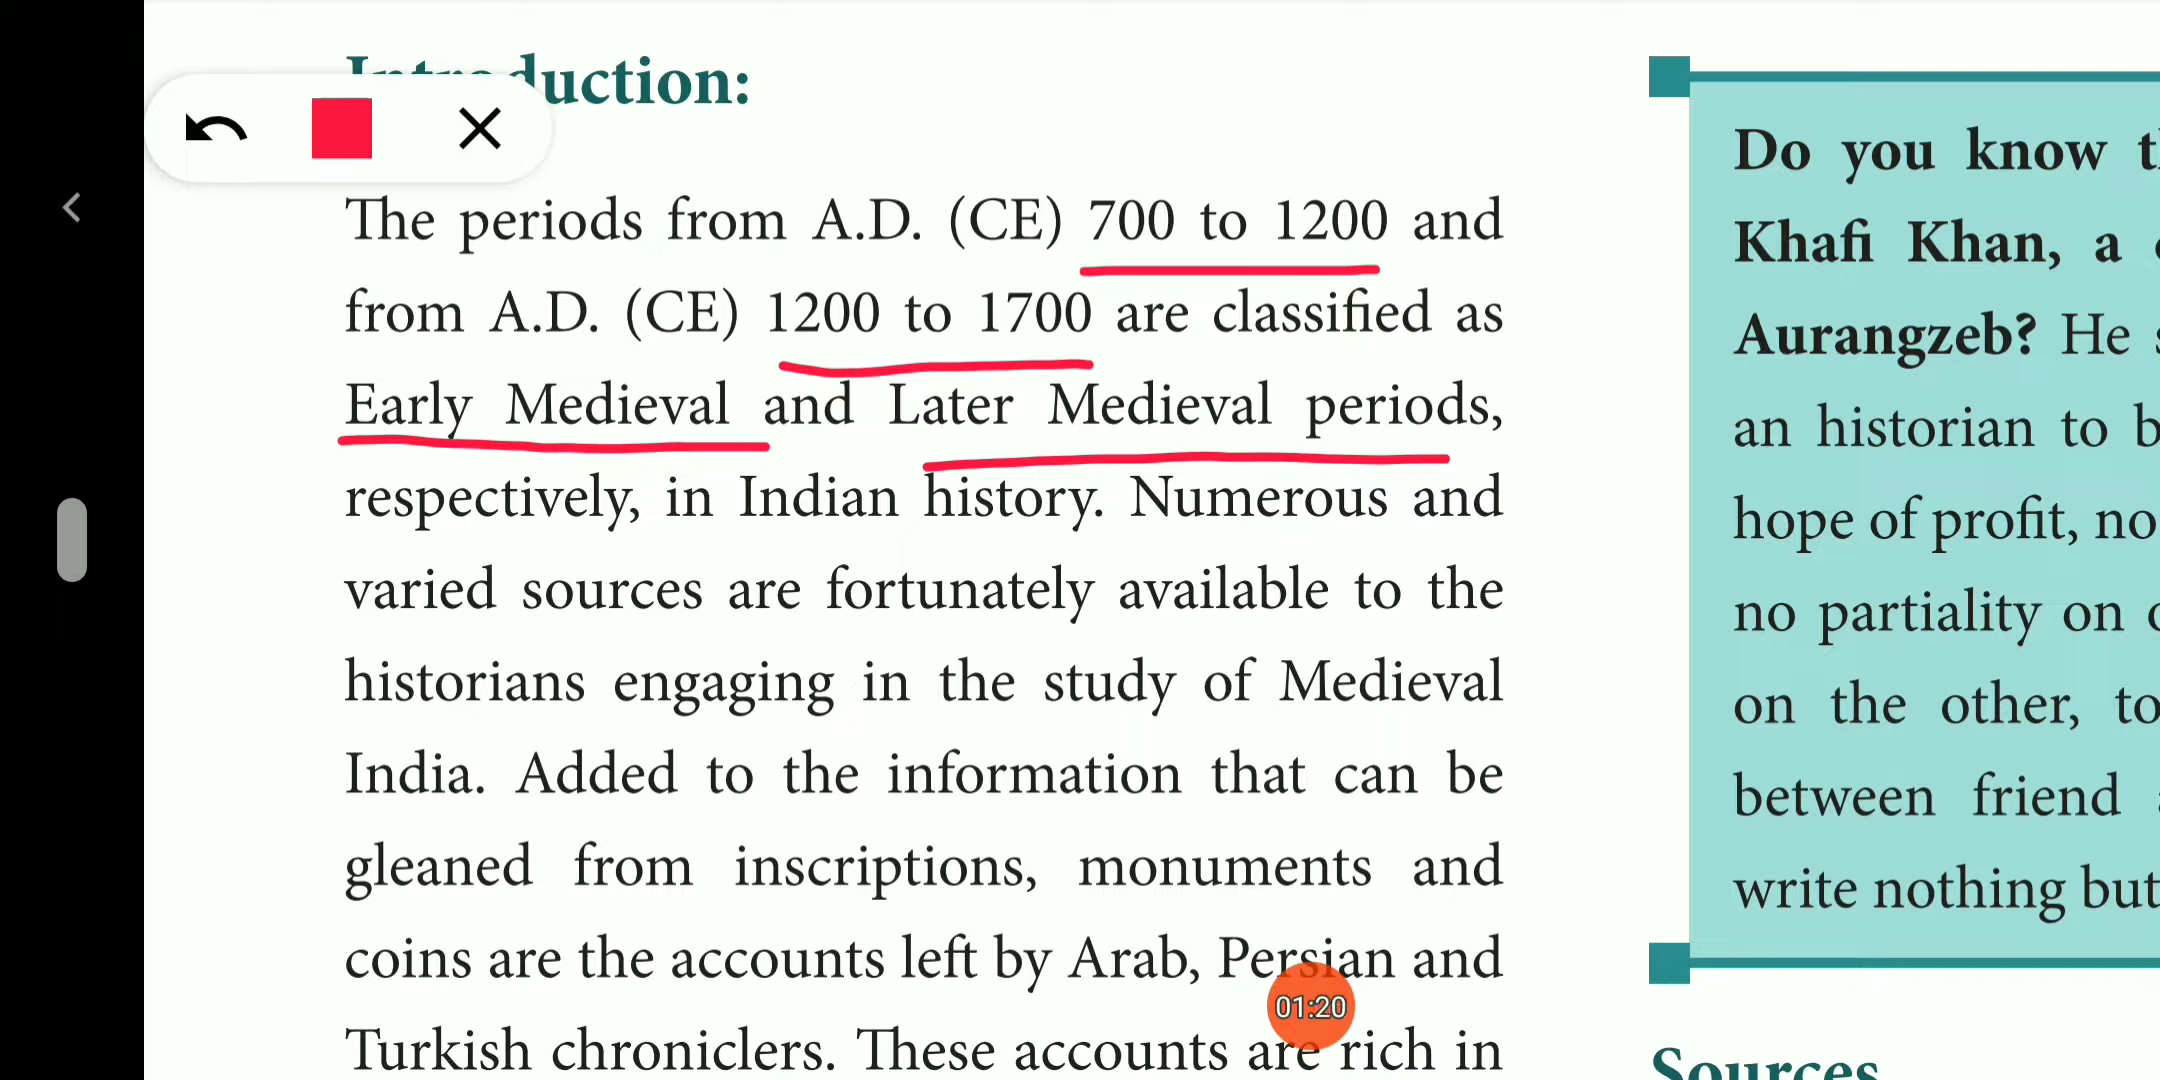 Introduction:
The periods from A.D. (CE) 700 to 1200 and
from A.D. (CE) 1200 to 1700 are classified as
Early Medieval and Later Medieval periods,
respectively, in Indian history. Numerous and
varied sources are fortunately available to the
historians engaging in the study of Medieval
India. Added to the information that can be
gleaned from inscriptions, monuments and
coins are the accounts left by Arab, Persian and
Turkish chroniclers. These accounts are rich in
01:20
Do you know
Khafi Khan, a
Aurangzeb? He
an historian to
hope of profit, no
no partiality on
on the other, to
between friend
write nothing but
Sources